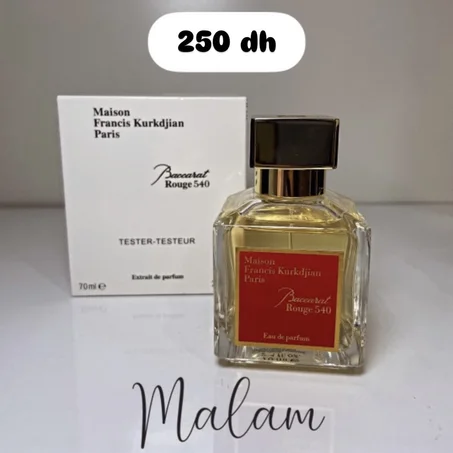 250 dh
Maison
Francis Kurkdjian
Paris
Baccarat
Rouge 540
TESTER-TESTEUR
Extrait de parfum
70ml e
Maison
Francis Kurkdjian
Paris
Baccarat
Rouge 540
Eau de parfum
Malam